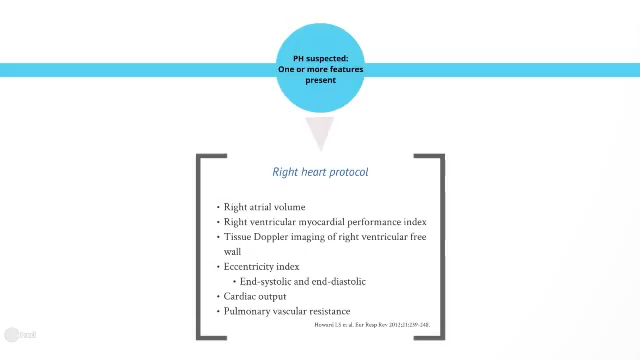 PH suspected:
One or more features
present
Right heart protocol
• Right atrial volume
• Right ventricular myocardial performance index
• Tissue Doppler imaging of right ventricular free
wall
• Eccentricity index
• End-systolic and end-diastolic
• Cardiac output
• Pulmonary vascular resistance
Howard LS et al. Eur Resp Rev 2012;21:239-248.